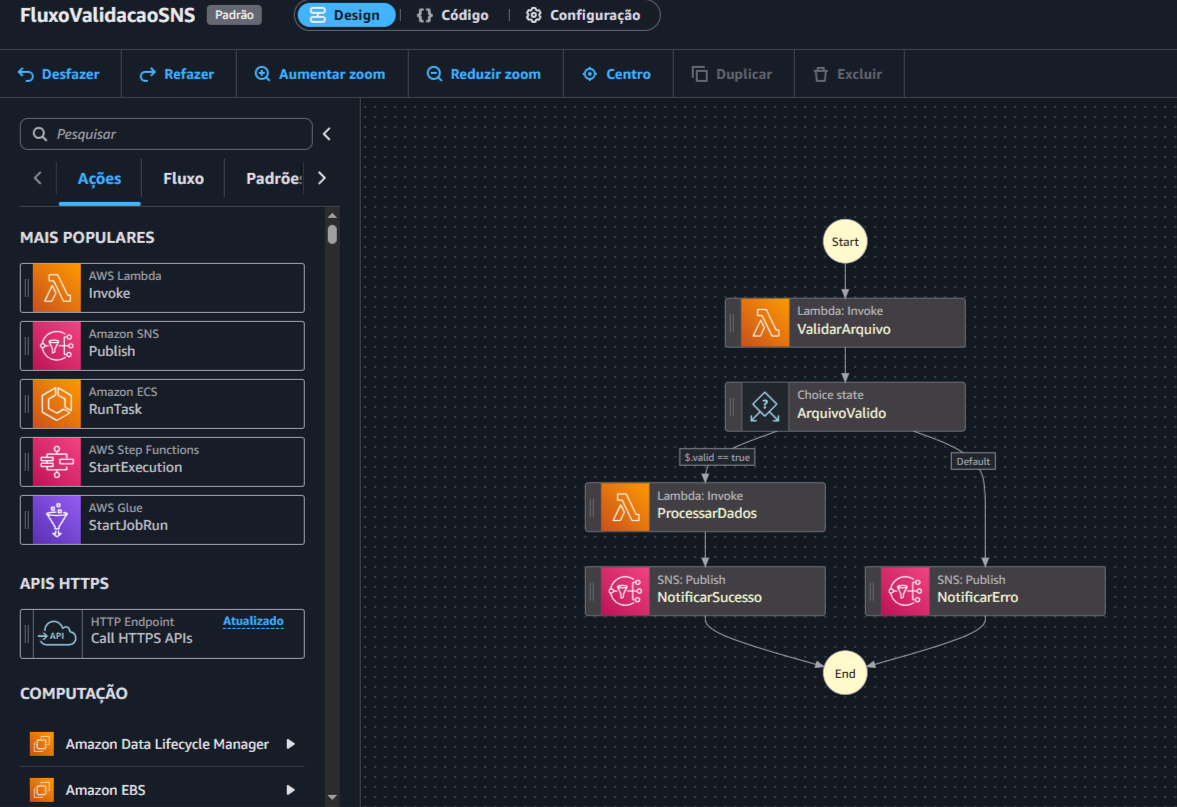 FluxoValidacaoSNS Padrão Design {} Código Configuração
Desfazer Refazer Aumentar zoom Reduzir zoom Centro Duplicar Excluir
Pesquisar
Ações Fluxo Padrões
MAIS POPULARES
AWS Lambda
Invoke
Amazon SNS
Publish
Amazon ECS
RunTask
AWS Step Functions
StartExecution
AWS Glue
StartJobRun
APIS HTTPS
API
HTTP Endpoint Atualizado
Call HTTPS APIs
COMPUTAÇÃO
Amazon Data Lifecycle Manager
Amazon EBS
Start
Lambda: Invoke
ValidarArquivo
?
Choice state
ArquivoValido
$.valid == true
Default
Lambda: Invoke
ProcessarDados
SNS: Publish
NotificarSucesso
SNS: Publish
NotificarErro
End